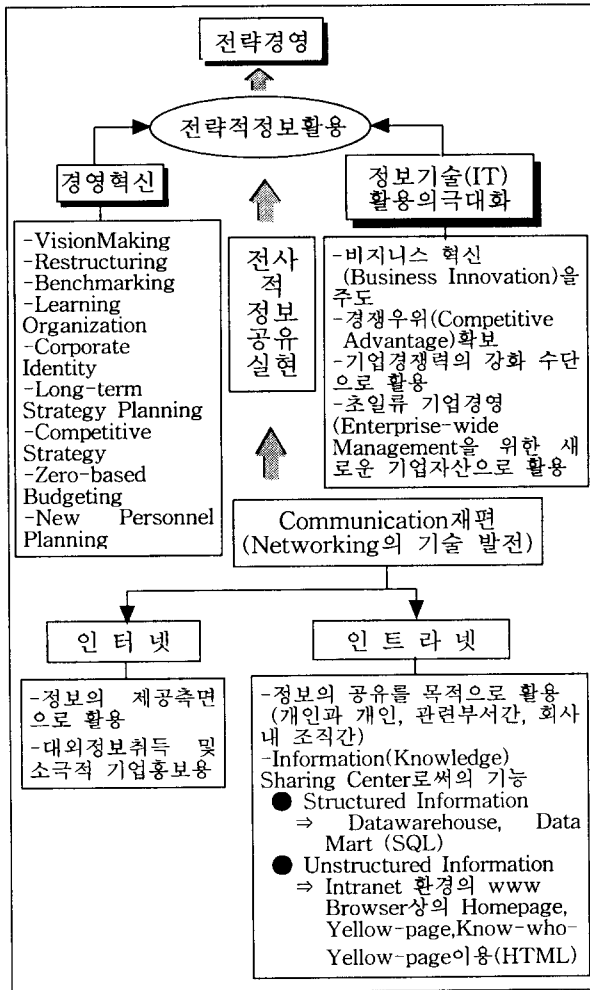 전략경영
전략적정보활용
경영혁신
-VisionMaking
-Restructuring
-Benchmarking
-Learning
Organization
-Corporate
Identity
-Long-term
Strategy Planning
-Competitive
Strategy
-Zero-based
Budgeting
-New Personnel
Planning
전사
적
정보
공유
실현
정보기술(IT)
활용의극대화
-비지니스 혁신
(Business Innovation)을
주도
-경쟁우위(Competitive
Advantage)확보
-기업경쟁력의 강화 수단
으로 활용
-초일류 기업경영
(Enterprise-wide
Management을 위한 새
로운 기업자산으로 활용
Communication재편
(Networking의 기술 발전)
인 터 넷
-정보의 제공측면
으로 활용
-대외정보취득 및
소극적 기업홍보용
인 트 라 넷
-정보의 공유를 목적으로 활용
(개인과 개인, 관련부서간, 회사
내 조직간)
-Information(Knowledge)
Sharing Center로써의 기능
● Structured Information
⇒ Datawarehouse, Data
Mart (SQL)
● Unstructured Information
⇒ Intranet 환경의 www
Browser상의 Homepage,
Yellow-page,Know-who-
Yellow-page이용(HTML)